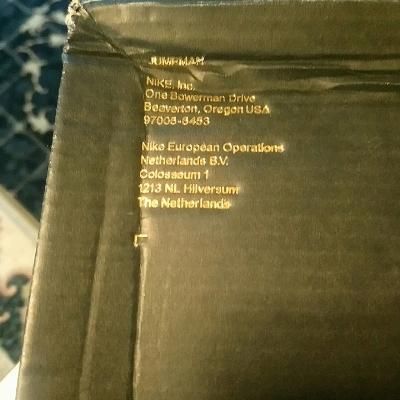 JUMPMAN
NIKE, Inc.
One Bowerman Drive
Beaverton, Oregon USA
97005-6453
Nike European Operations
Netherlands B.V.
Colosseum 1
1213 NL Hilversum
The Netherlands